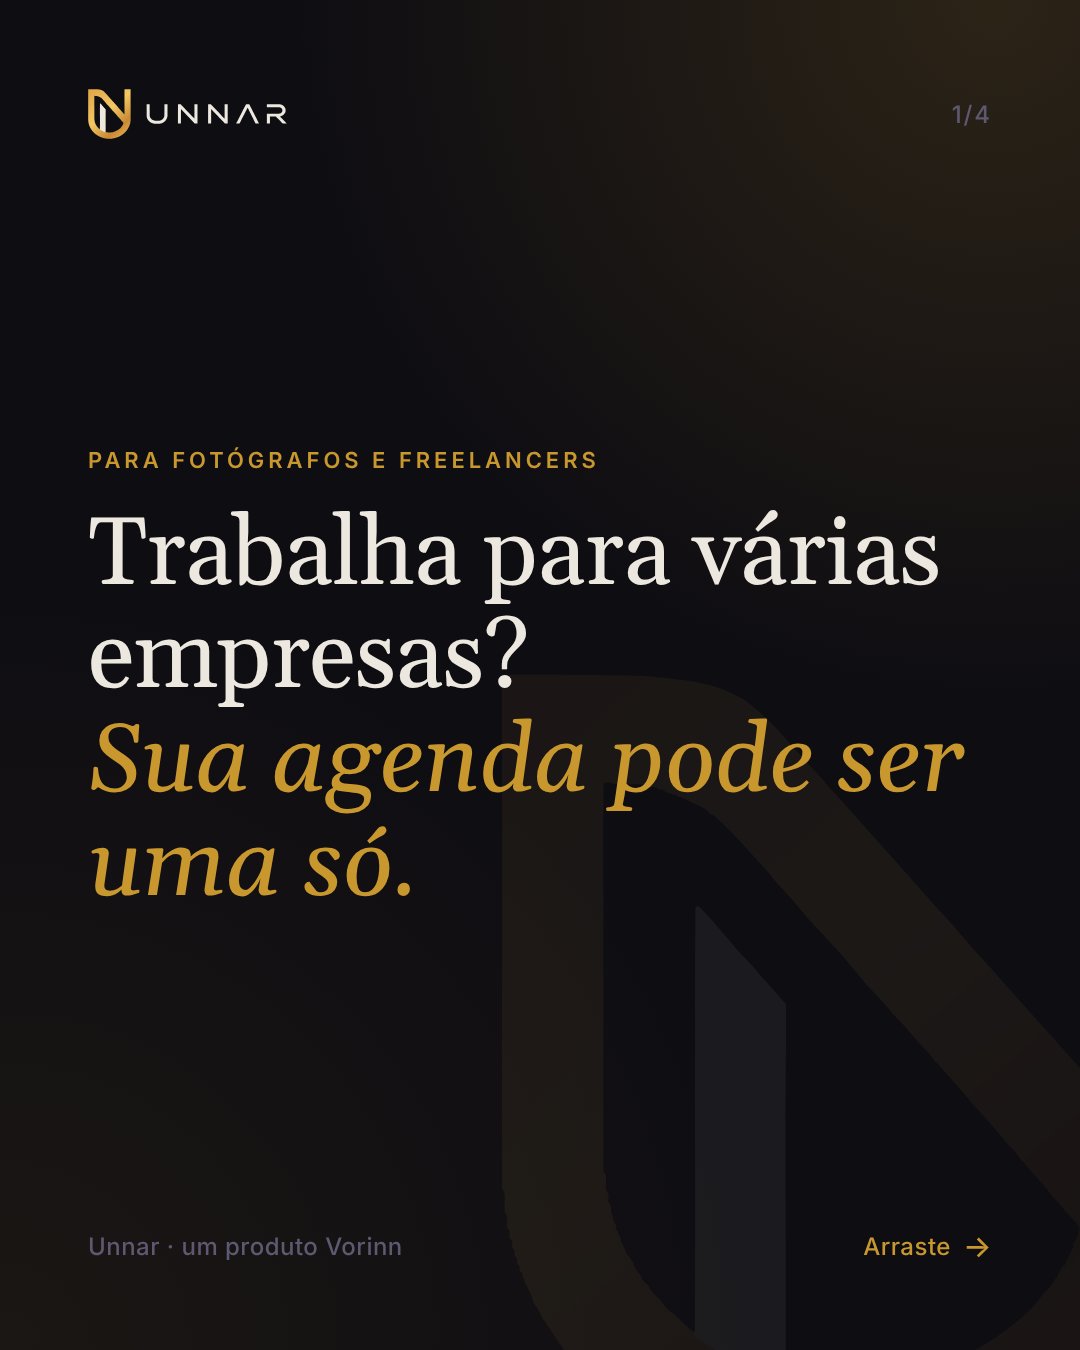 UNNAR
1/4
PARA FOTÓGRAFOS E FREELANCERS
Trabalha para várias
empresas?
Sua agenda pode ser
uma só.
Unnar · um produto Vorinn
Arraste →